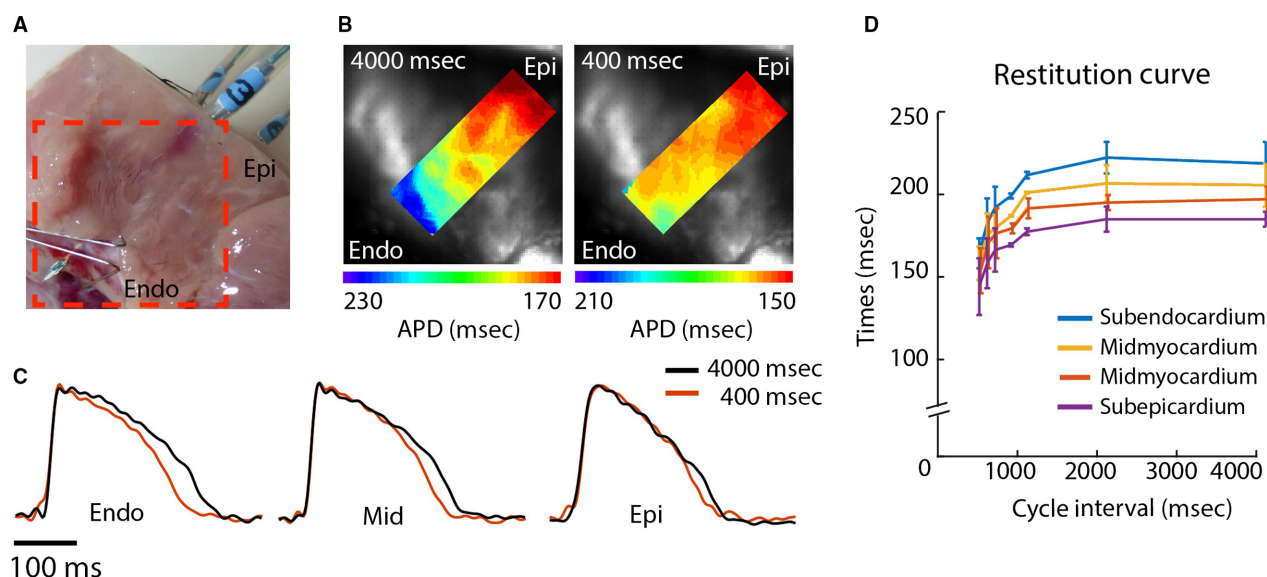 A
Epi
Endo
3
B
4000 msec
Epi
Endo
230
170
APD (msec)
400 msec
Epi
Endo
210
150
APD (msec)
C
4000 msec
400 msec
Endo
Mid
Epi
100 ms
D
Restitution curve
Times (msec)
250
200
150
100
0
1000
2000
3000
4000
Cycle interval (msec)
Subendocardium
Midmyocardium
Midmyocardium
Subepicardium